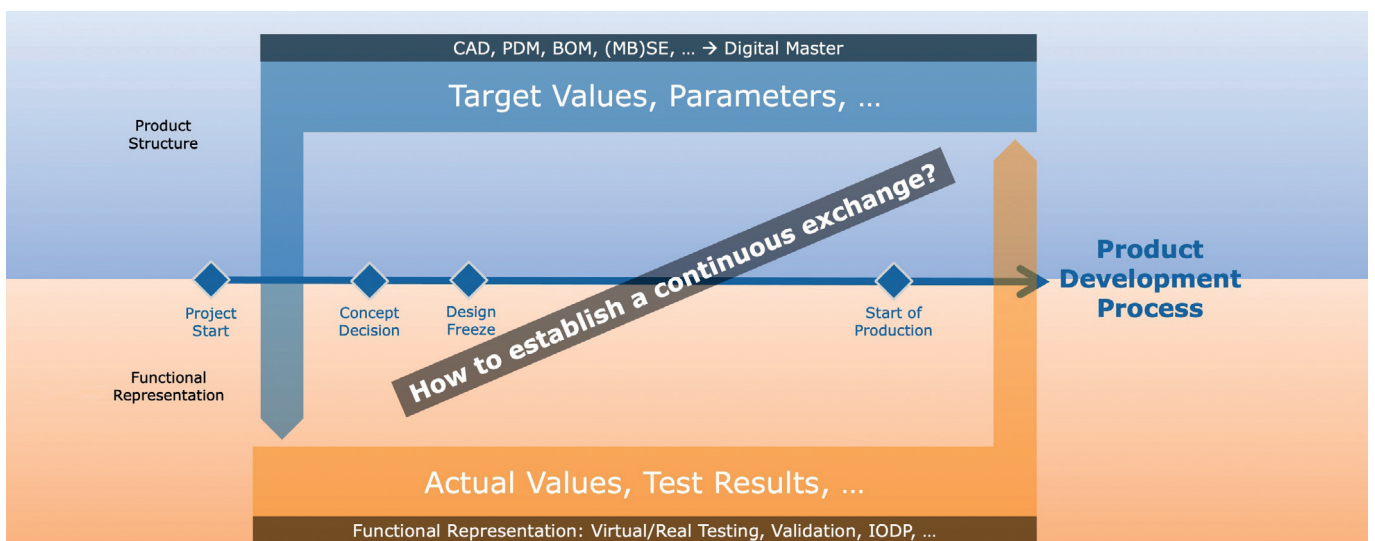 CAD, PDM, BOM, (MB)SE, … → Digital Master
Target Values, Parameters, …
Product
Structure
How to establish a continuous exchange?
Product
Development
Process
Project
Start
Concept
Decision
Design
Freeze
Start of
Production
Functional
Representation
Actual Values, Test Results, …
Functional Representation: Virtual/Real Testing, Validation, IODP, …